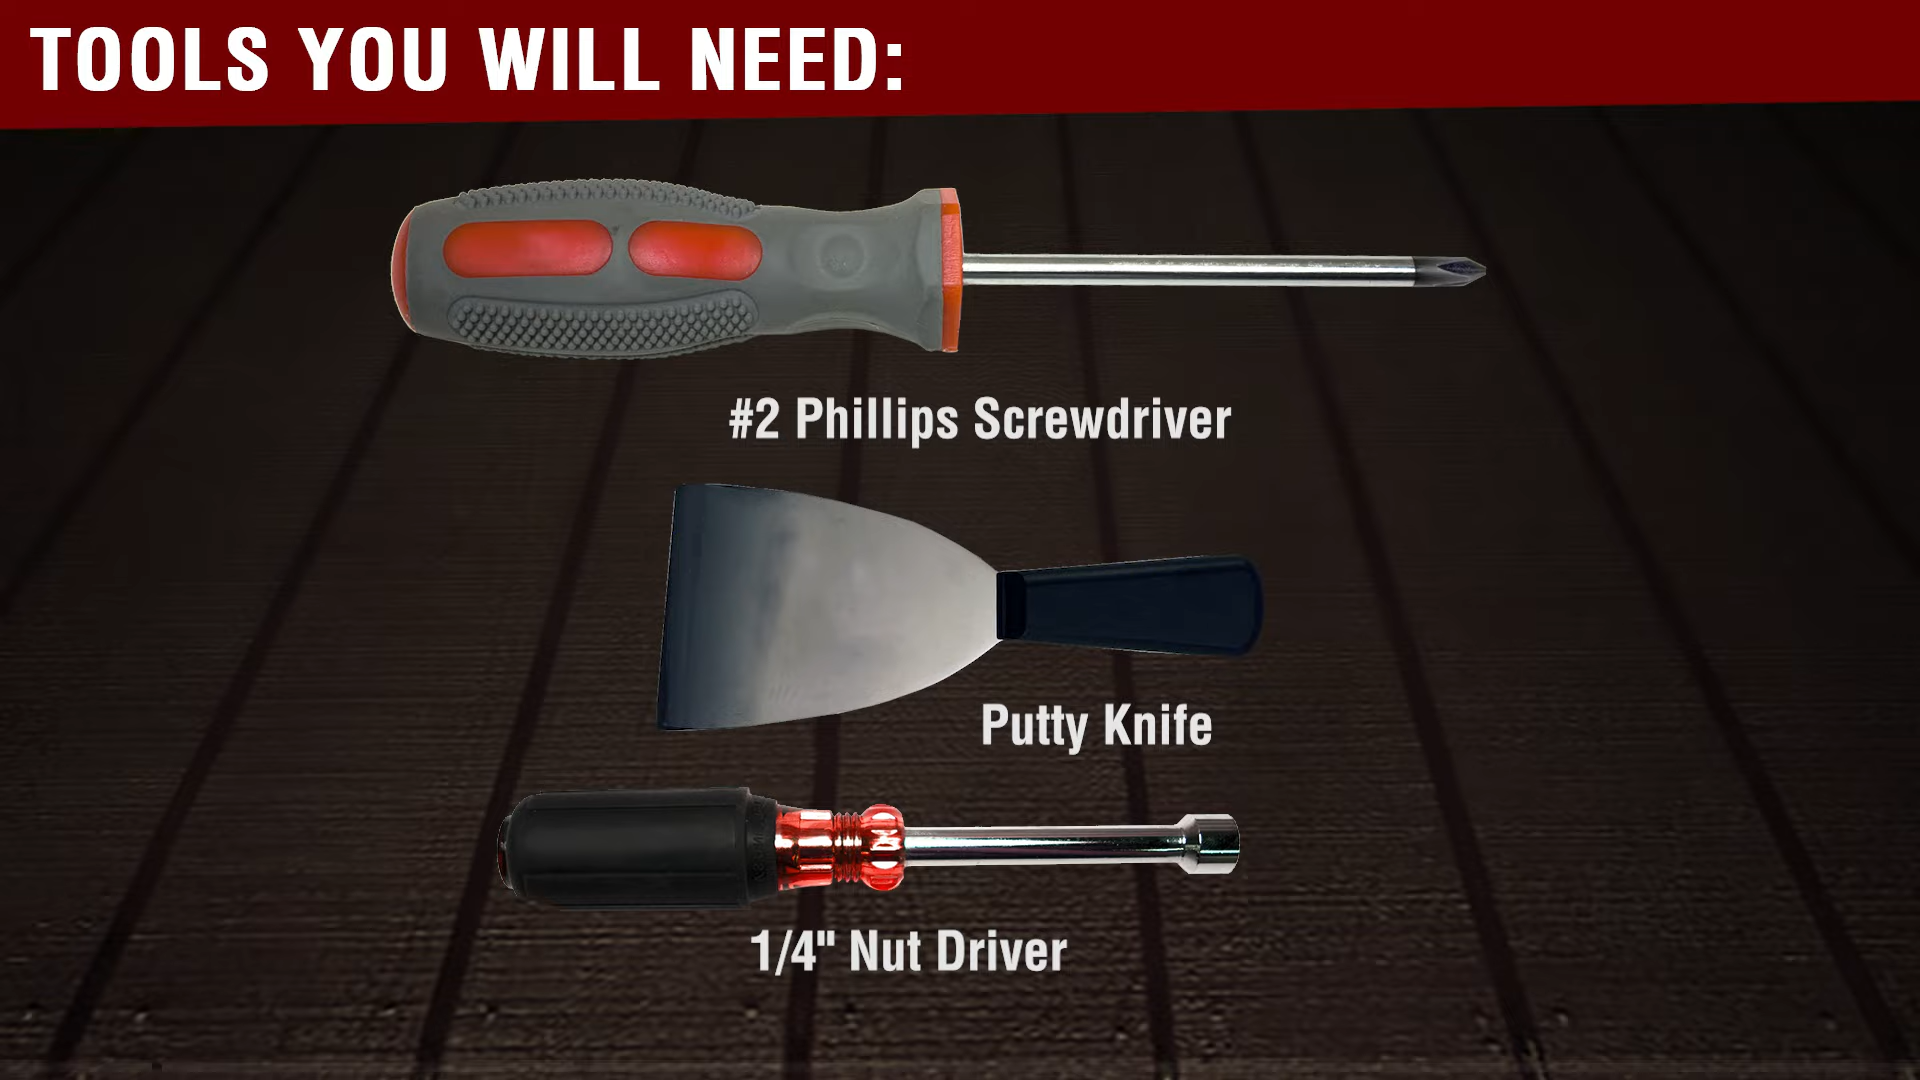 TOOLS YOU WILL NEED:
#2 Phillips Screwdriver
Putty Knife
1/4" Nut Driver